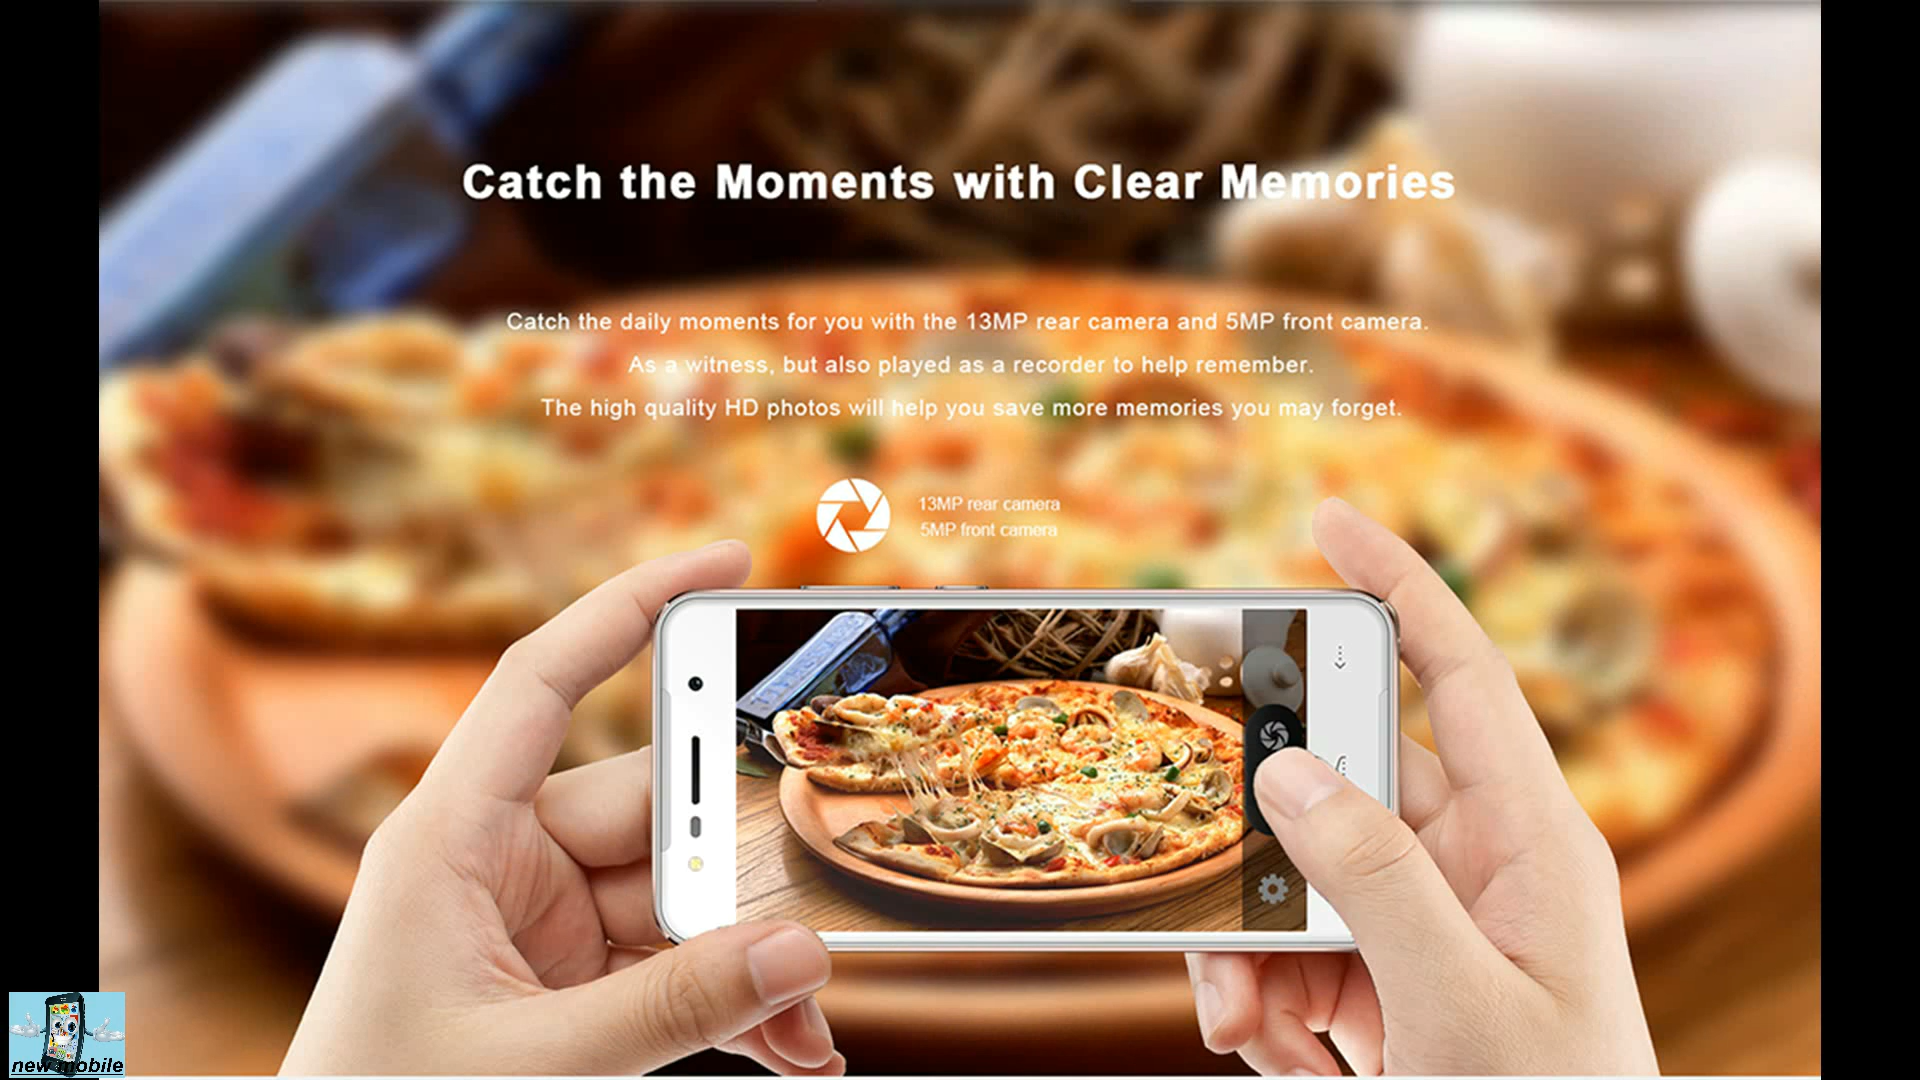 Catch the Moments with Clear Memories
Catch the daily moments for you with the 13MP rear camera and 5MP front camera.
As a witness, but also played as a recorder to help remember.
The high quality HD photos will help you save more memories you may forget.
13MP rear camera
5MP front camera
new mobile